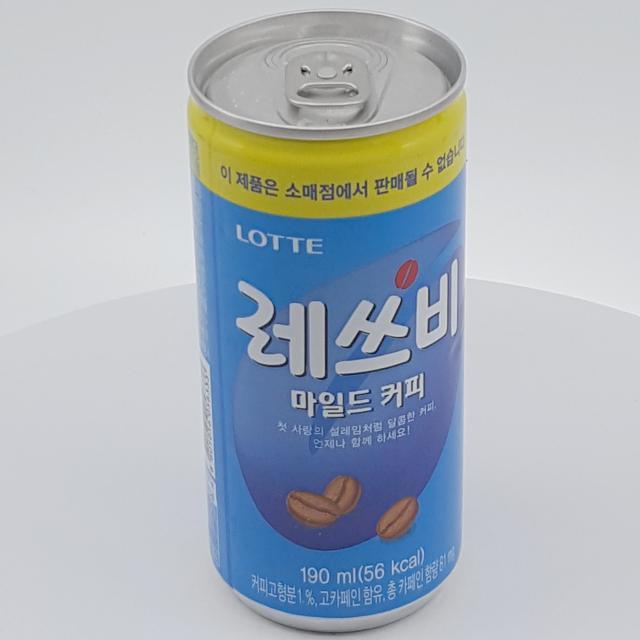 이 제품은 소매점에서 판매될 수 없습니다
LOTTE
레쓰비
마일드 커피
첫 사랑의 설레임처럼 달콤한 커피,
언제나 함께 하세요!
190 ml(56 kcal)
커피고형분1.%, 고카페인 함유, 총 카페인 함량 81 m